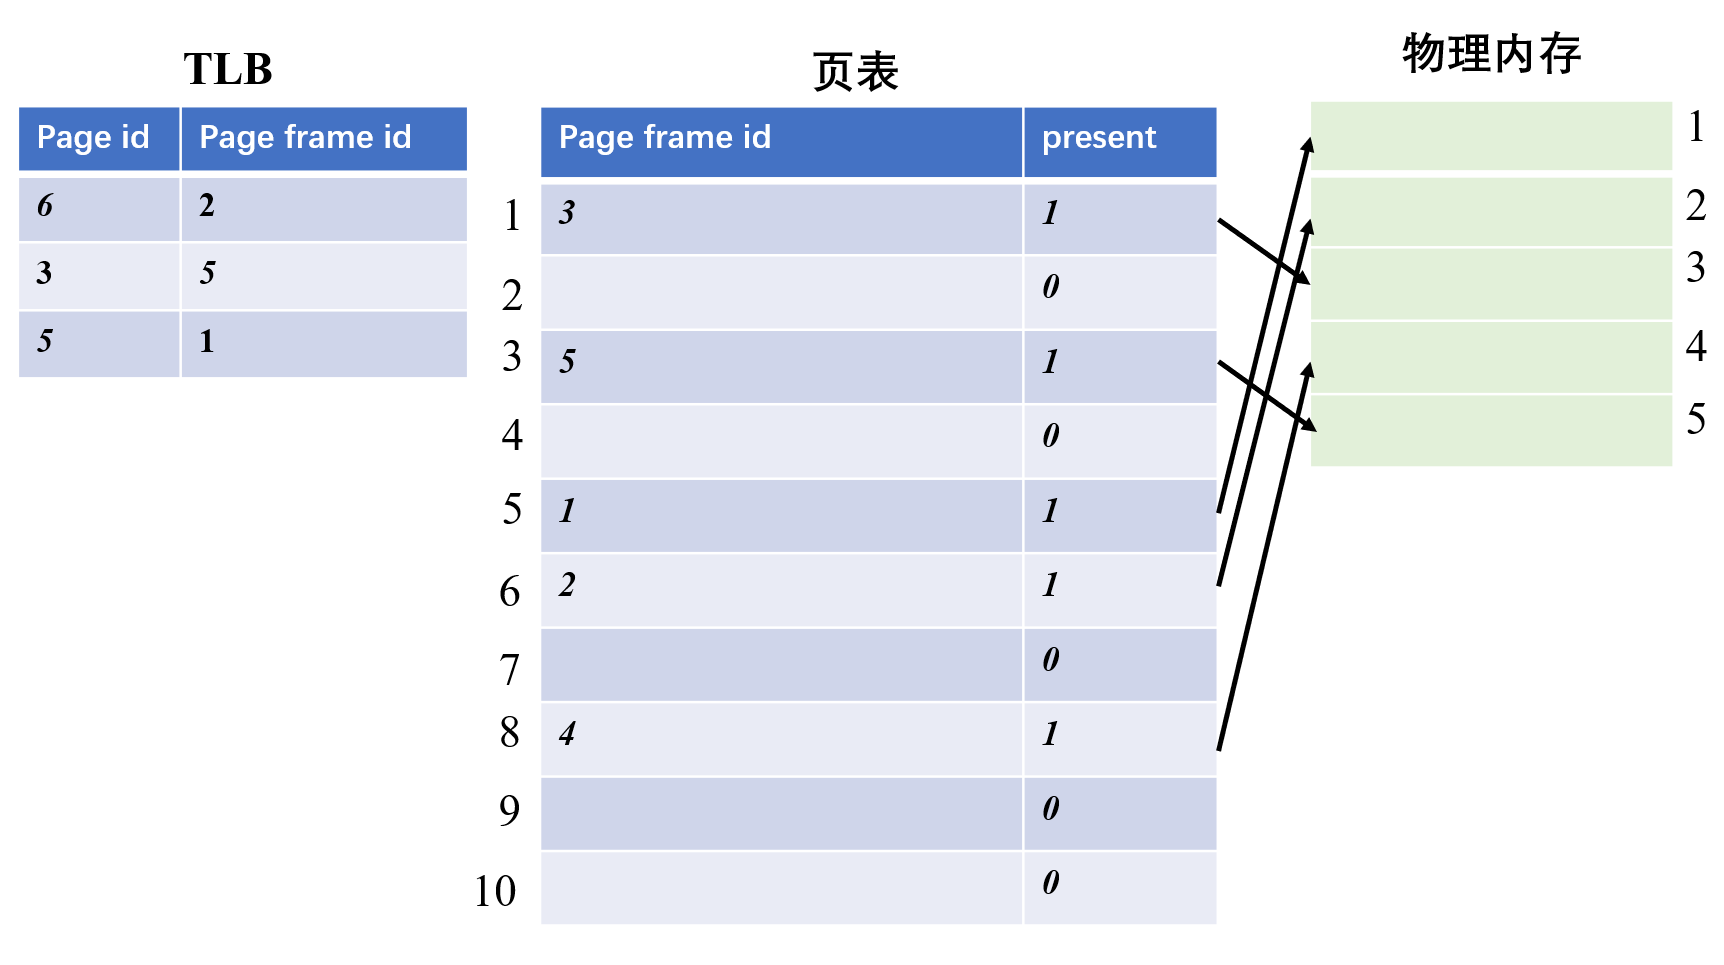 TLB
Page id Page frame id
6 2
3 5
5 1
页表
Page frame id present
1 3 1
2 0
3 5 1
4 0
5 1 1
6 2 1
7 0
8 4 1
9 0
10 0
物理内存
1
2
3
4
5